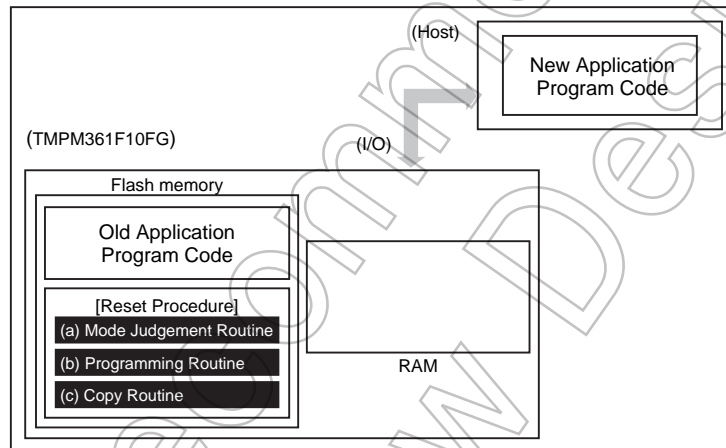 (Host)
New Application
Program Code
(TMPM361F10FG)
(I/O)
Flash memory
Old Application
Program Code
[Reset Procedure]
(a) Mode Judgement Routine
(b) Programming Routine
(c) Copy Routine
RAM